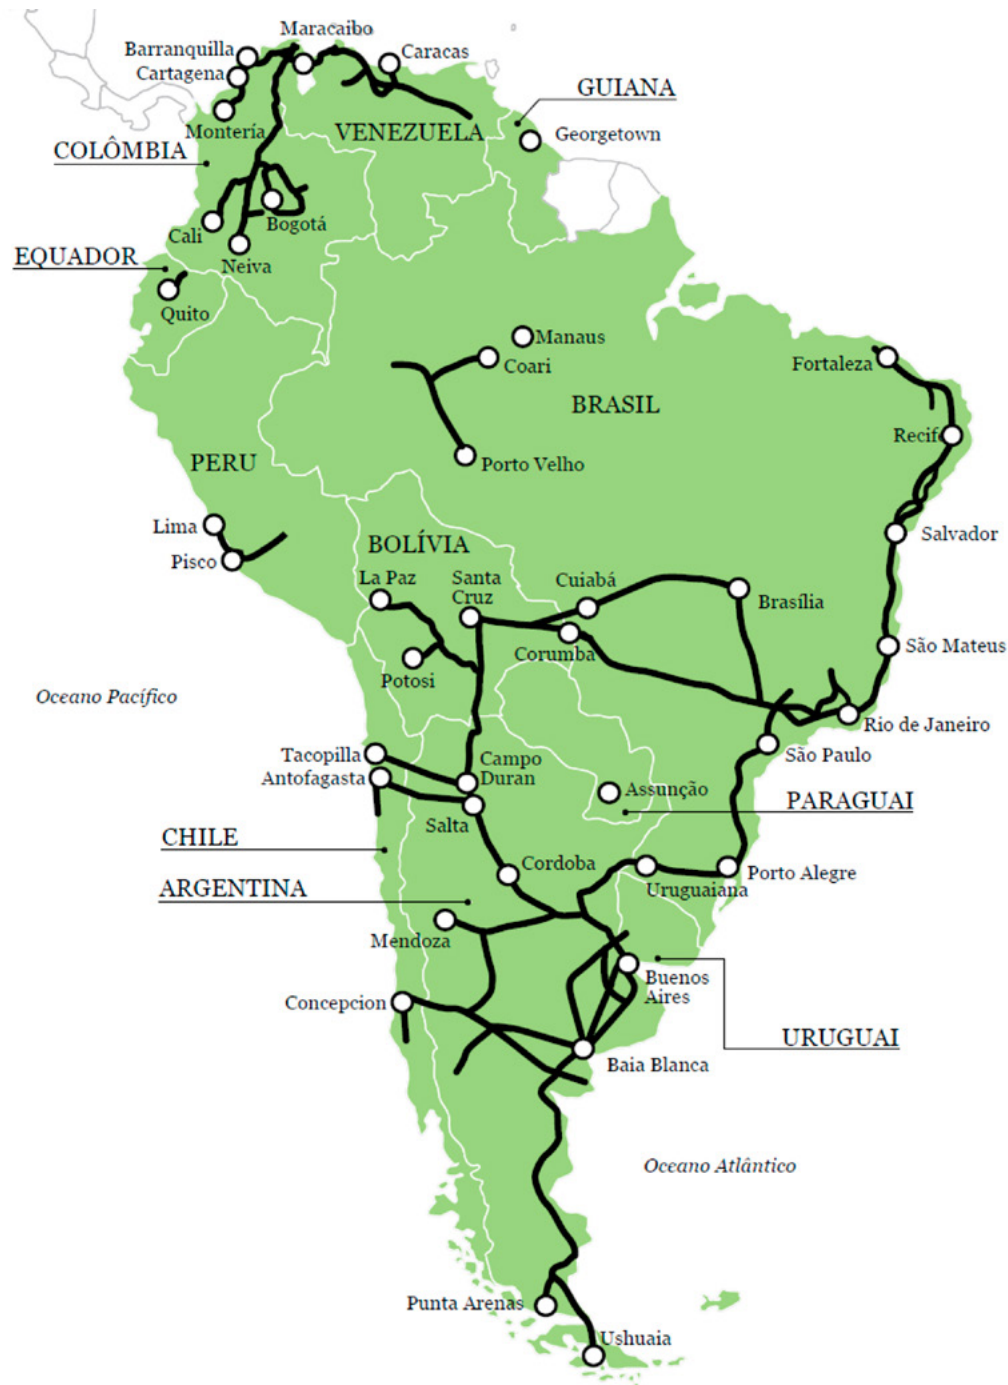 Maracaibo
Barranquilla
Caracas
Cartagena
GUIANA
Montería
VENEZUELA
Georgetown
COLÔMBIA
Bogotá
Cali
EQUADOR
Neiva
Quito
Manaus
Coari
Fortaleza
BRASIL
Recife
PERU
Porto Velho
Lima
Salvador
Pisco
BOLÍVIA
La Paz
Santa
Cruz
Cuiabá
Brasília
Corumba
São Mateus
Potosi
Oceano Pacífico
Rio de Janeiro
Tacopilla
Campo
Duran
São Paulo
Antofagasta
Assunção
PARAGUAI
Salta
CHILE
Cordoba
Uruguaiana
Porto Alegre
ARGENTINA
Mendoza
Buenos
Aires
Concepcion
URUGUAI
Baia Blanca
Oceano Atlântico
Punta Arenas
Ushuaia